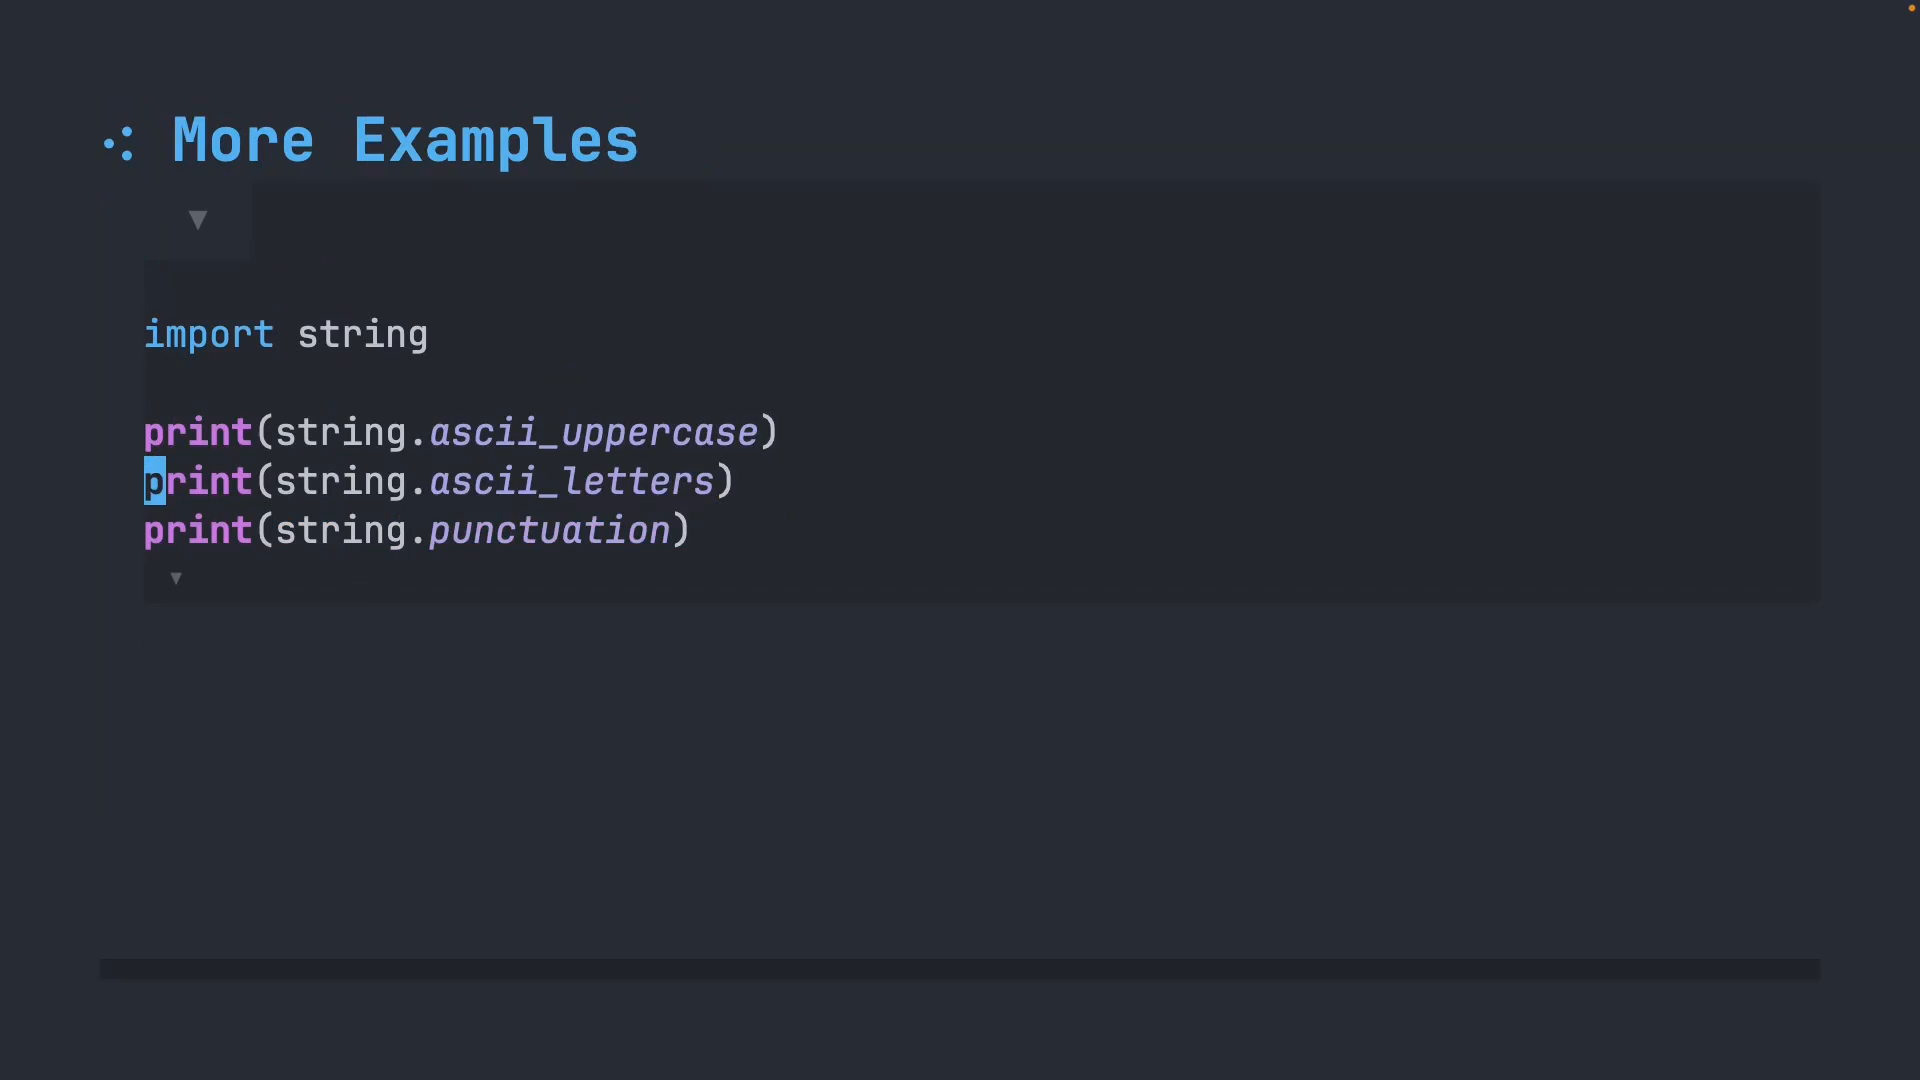 More Examples
import string
print(string.ascii_uppercase)
print(string.ascii_letters)
print(string.punctuation)